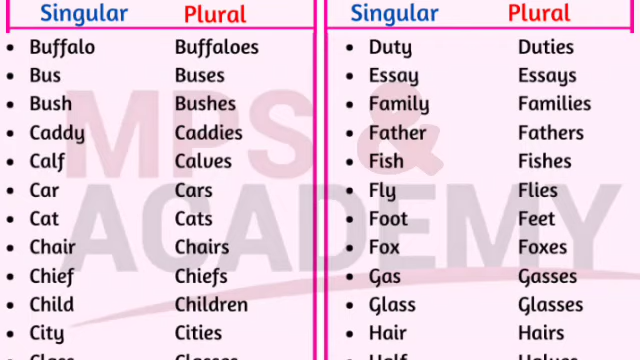 Singular Plural Singular Plural
• Buffalo Buffaloes • Duty Duties
• Bus Buses • Essay Essays
• Bush Bushes • Family Families
• Caddy Caddies • Father Fathers
• Calf Calves • Fish Fishes
• Car Cars • Fly Flies
• Cat Cats • Foot Feet
• Chair Chairs • Fox Foxes
• Chief Chiefs • Gas Gasses
• Child Children • Glass Glasses
• City Cities • Hair Hairs
MPS &
ACADEMY